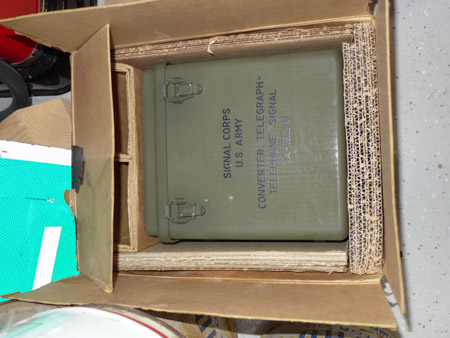 SIGNAL CORPS
U.S. ARMY
CONVERTER TELEGRAPH-
TELEPHONE SIGNAL